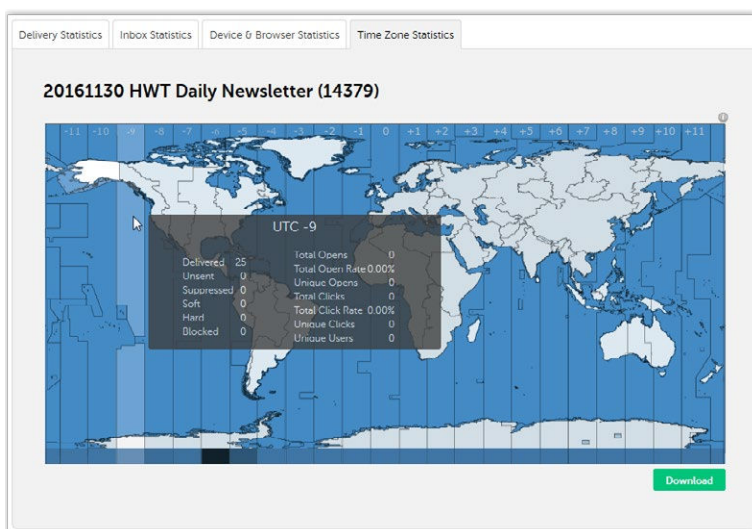 Delivery Statistics Inbox Statistics Device & Browser Statistics Time Zone Statistics
20161130 HWT Daily Newsletter (14379)
-11 -10 -9 -8 -7 -6 -5 -4 -3 -2 -1 0 +1 +2 +3 +4 +5 +6 +7 +8 +9 +10 +11
UTC -9
Delivered 25
Unsent 0
Suppressed 0
Soft 0
Hard 0
Blocked 0
Total Opens 0
Total Open Rate 0.00%
Unique Opens 0
Total Clicks 0
Total Click Rate 0.00%
Unique Clicks 0
Unique Users 0
Download